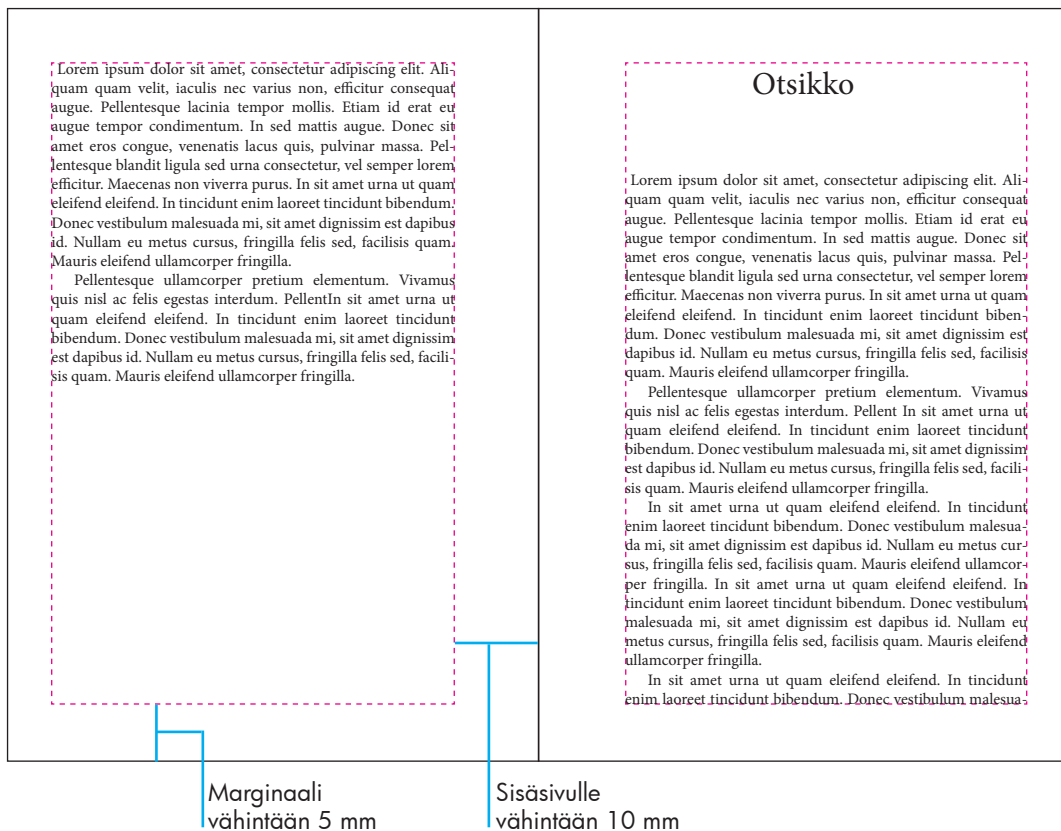 Lorem ipsum dolor sit amet, consectetur adipiscing elit. Ali-
quam quam velit, iaculis nec varius non, efficitur consequat
augue. Pellentesque lacinia tempor mollis. Etiam id erat eu
augue tempor condimentum. In sed mattis augue. Donec sit
amet eros congue, venenatis lacus quis, pulvinar massa. Pel-
lentesque blandit ligula sed urna consectetur, vel semper lorem
efficitur. Maecenas non viverra purus. In sit amet urna ut quam
eleifend eleifend. In tincidunt enim laoreet tincidunt bibendum.
Donec vestibulum malesuada mi, sit amet dignissim est dapibus
id. Nullam eu metus cursus, fringilla felis sed, facilisis quam.
Mauris eleifend ullamcorper fringilla.
Pellentesque ullamcorper pretium elementum. Vivamus
quis nisl ac felis egestas interdum. PellentIn sit amet urna ut
quam eleifend eleifend. In tincidunt enim laoreet tincidunt
bibendum. Donec vestibulum malesuada mi, sit amet dignissim
est dapibus id. Nullam eu metus cursus, fringilla felis sed, facili-
sis quam. Mauris eleifend ullamcorper fringilla.
Otsikko
Lorem ipsum dolor sit amet, consectetur adipiscing elit. Ali-
quam quam velit, iaculis nec varius non, efficitur consequat
augue. Pellentesque lacinia tempor mollis. Etiam id erat eu
augue tempor condimentum. In sed mattis augue. Donec sit
amet eros congue, venenatis lacus quis, pulvinar massa. Pel-
lentesque blandit ligula sed urna consectetur, vel semper lorem
efficitur. Maecenas non viverra purus. In sit amet urna ut quam
eleifend eleifend. In tincidunt enim laoreet tincidunt biben-
dum. Donec vestibulum malesuada mi, sit amet dignissim est
dapibus id. Nullam eu metus cursus, fringilla felis sed, facilisis
quam. Mauris eleifend ullamcorper fringilla.
Pellentesque ullamcorper pretium elementum. Vivamus
quis nisl ac felis egestas interdum. Pellent In sit amet urna ut
quam eleifend eleifend. In tincidunt enim laoreet tincidunt
bibendum. Donec vestibulum malesuada mi, sit amet dignissim
est dapibus id. Nullam eu metus cursus, fringilla felis sed, facili-
sis quam. Mauris eleifend ullamcorper fringilla.
In sit amet urna ut quam eleifend eleifend. In tincidunt
enim laoreet tincidunt bibendum. Donec vestibulum malesua-
da mi, sit amet dignissim est dapibus id. Nullam eu metus cur-
sus, fringilla felis sed, facilisis quam. Mauris eleifend ullamcor-
per fringilla. In sit amet urna ut quam eleifend eleifend. In
tincidunt enim laoreet tincidunt bibendum. Donec vestibulum
malesuada mi, sit amet dignissim est dapibus id. Nullam eu
metus cursus, fringilla felis sed, facilisis quam. Mauris eleifend
ullamcorper fringilla.
In sit amet urna ut quam eleifend eleifend. In tincidunt
enim laoreet tincidunt bibendum. Donec vestibulum malesua-
Marginaali
vähintään 5 mm
Sisäsivulle
vähintään 10 mm